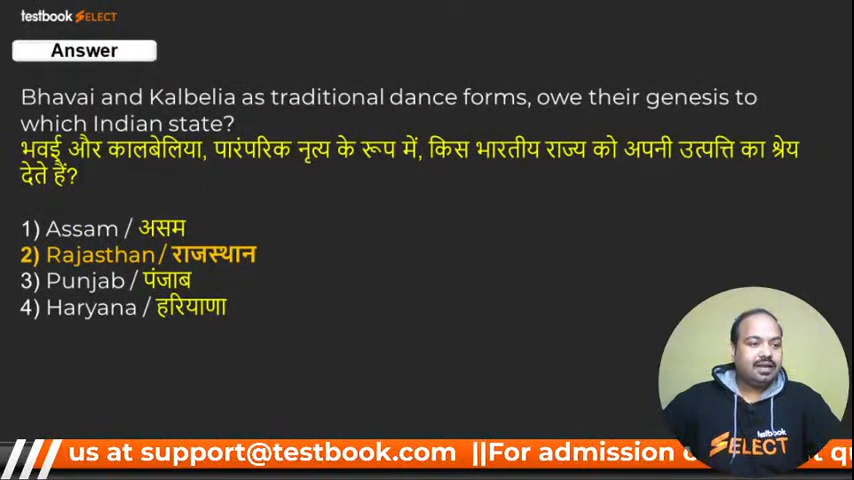 testbook SELECT
Answer
Bhavai and Kalbelia as traditional dance forms, owe their genesis to
which Indian state?
भवई और कालबेलिया, पारंपरिक नृत्य के रूप में, किस भारतीय राज्य को अपनी उत्पत्ति का श्रेय
देते हैं?
1) Assam / असम
2) Rajasthan / राजस्थान
3) Punjab / पंजाब
4) Haryana / हरियाणा
testbook
SELECT
us at support@testbook.com ||For admission